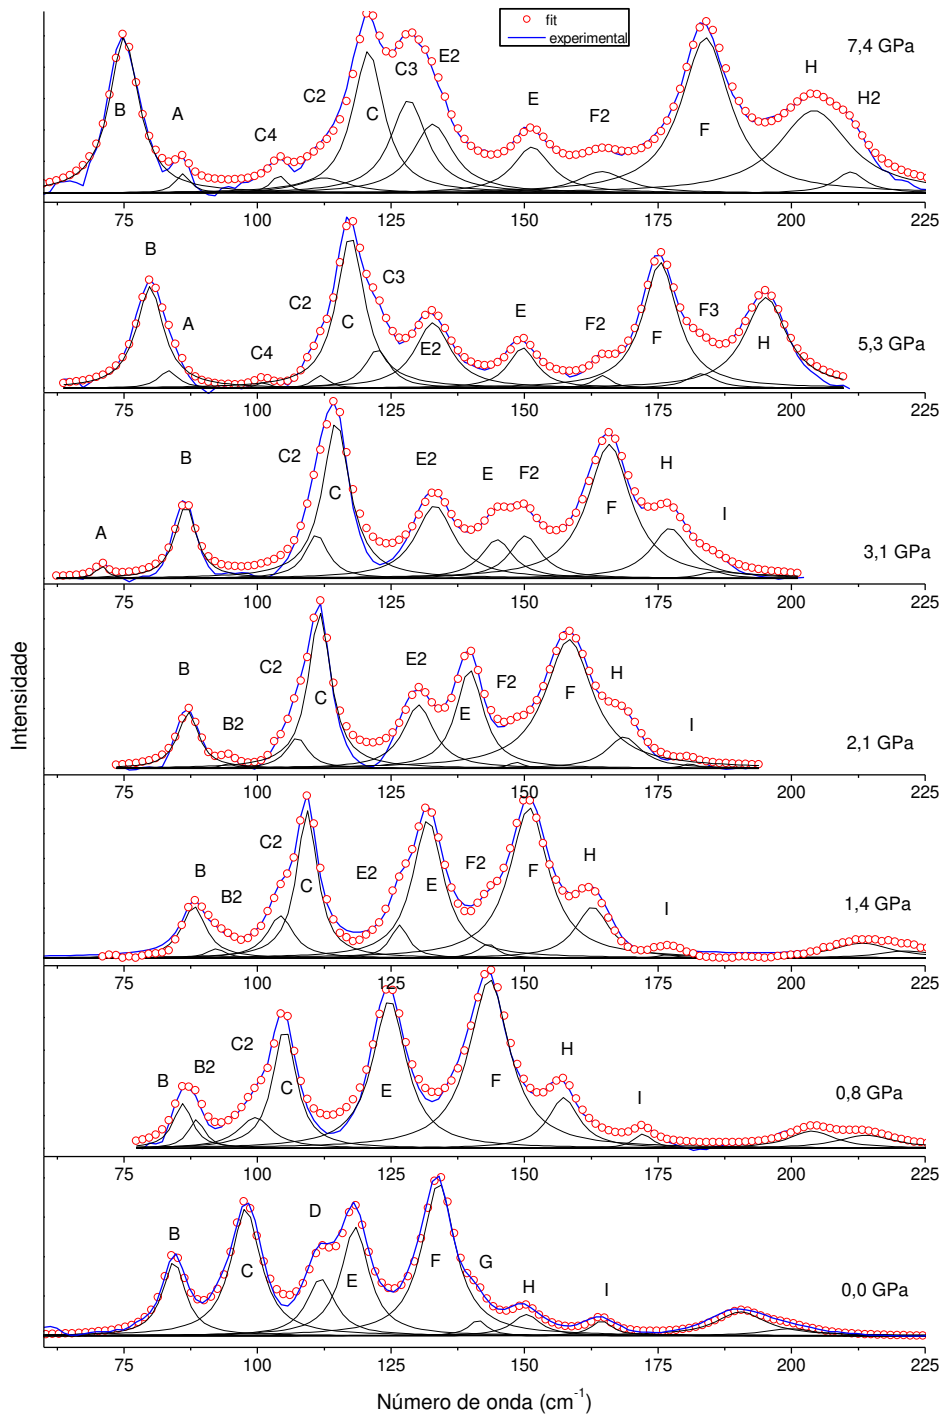 fit
experimental
7,4 GPa
B
A
C4
C2
C
C3
E2
E
F2
F
H
H2
75 100 125 150 175 200 225
5,3 GPa
B
A
C4
C2
C
C3
E2
E
F2
F
F3
H
75 100 125 150 175 200 225
3,1 GPa
A
B
C2
C
E2
E
F2
F
H
I
75 100 125 150 175 200 225
2,1 GPa
B
B2
C2
C
E2
E
F2
F
H
I
75 100 125 150 175 200 225
1,4 GPa
B
B2
C2
C
E2
E
F2
F
H
I
75 100 125 150 175 200 225
0,8 GPa
B
B2
C2
C
E
F
H
I
75 100 125 150 175 200 225
0,0 GPa
B
C
D
E
F
G
H
I
75 100 125 150 175 200 225
Intensidade
Número de onda (cm⁻¹)